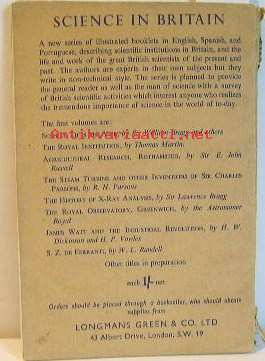 SCIENCE IN BRITAIN
A new series of illustrated booklets in English, Spanish, and
Portuguese, describing scientific institutions in Britain, and the
life and work of the great British scientists of the present and
past. The authors are experts in their own subjects but they
write in non-technical style. The series is planned to provide
the general reader as well as the man of science with a survey
of British scientific activities which interest anyone who realizes
the tremendous importance of science in the world of to-day.
The first volumes are:
by Sir William Bragg and others
Antikvariaatti.net
THE ROYAL INSTITUTION, by Thomas Martin
AGRICULTURAL RESEARCH, ROTHAMSTED, by Sir E. John
Russell
THE STEAM TURBINE AND OTHER INVENTIONS OF SIR CHARLES
PARSONS, by R. H. Parsons
THE HISTORY OF X-RAY ANALYSIS, by Sir Lawrence Bragg
THE ROYAL OBSERVATORY, GREENWICH, by the Astronomer
Royal
JAMES WATT AND THE INDUSTRIAL REVOLUTION, by H. W.
Dickinson and H. P. Vowles
S. Z. DE FERRANTI, by W. L. Randell
Other titles in preparation
each 1/- net
Orders should be placed through a bookseller, who should obtain
supplies from
LONGMANS GREEN & CO. LTD
43 Albert Drive, London, S.W. 19